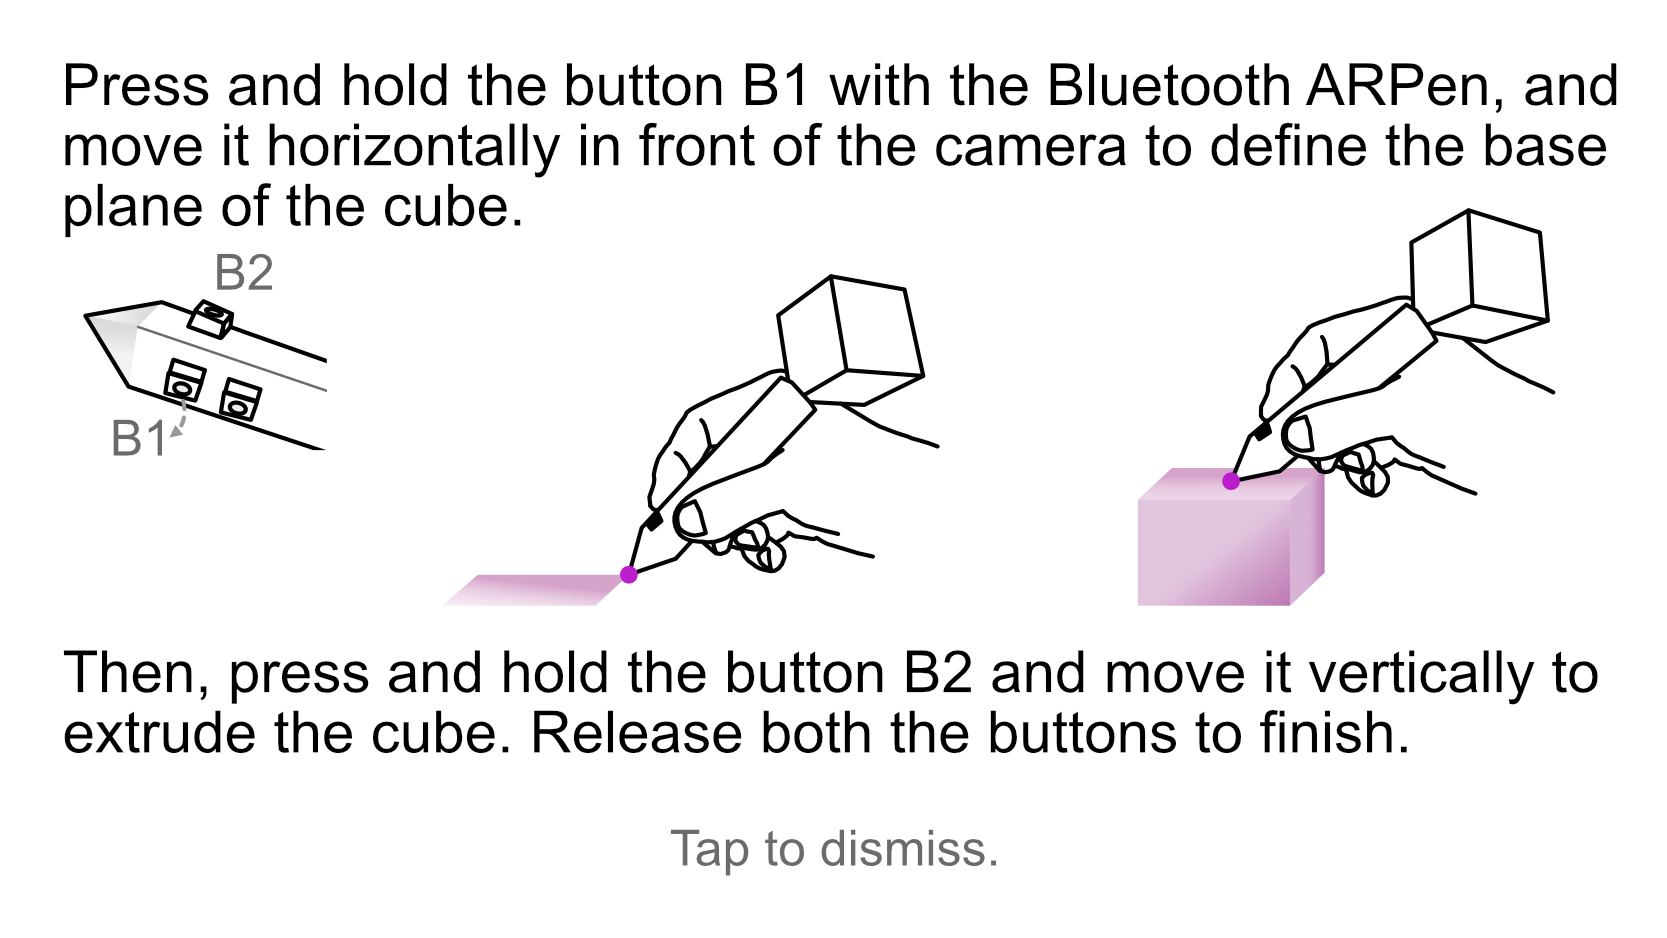 Press and hold the button B1 with the Bluetooth ARPen, and
move it horizontally in front of the camera to define the base
plane of the cube.
B2
B1
Then, press and hold the button B2 and move it vertically to
extrude the cube. Release both the buttons to finish.
Tap to dismiss.